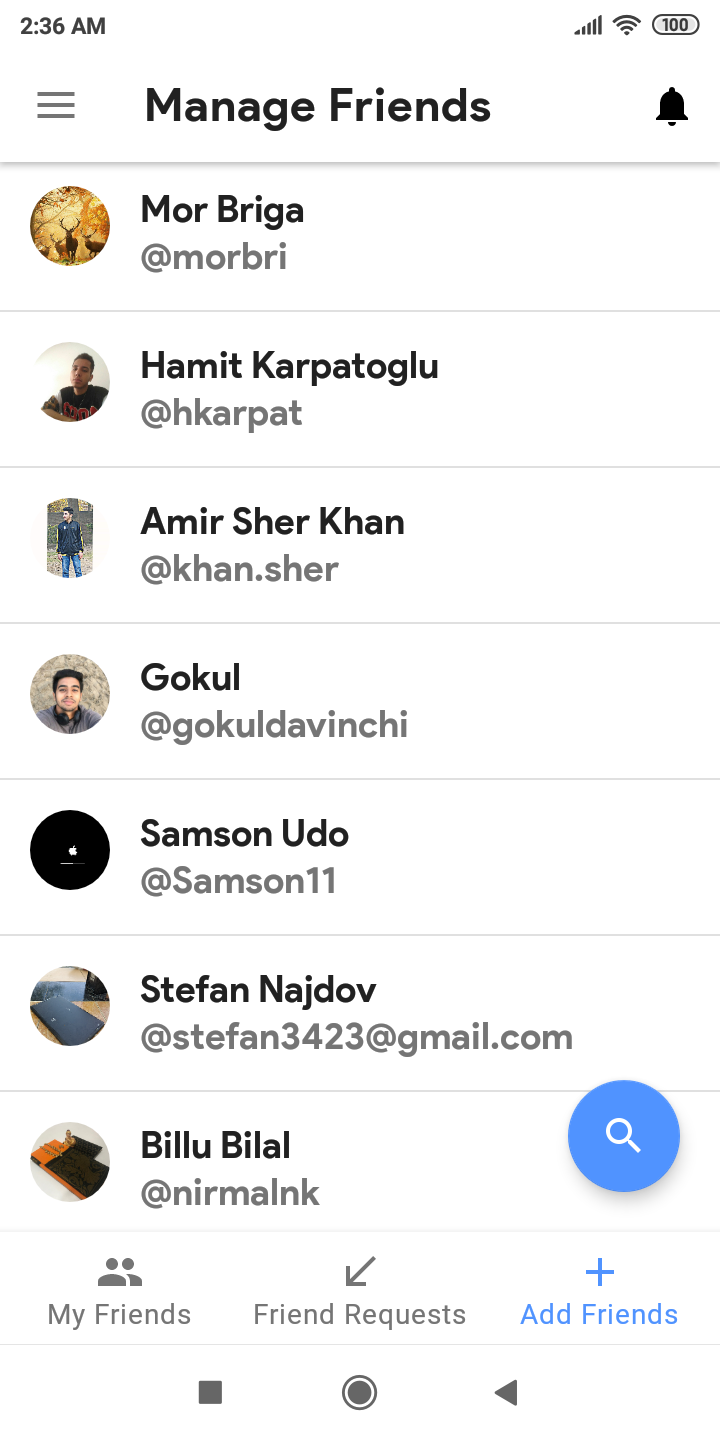 2:36 AM
100
Manage Friends
Mor Briga
@morbri
Hamit Karpatoglu
@hkarpat
Amir Sher Khan
@khan.sher
Gokul
@gokuldavinchi
Samson Udo
@Samson11
Stefan Najdov
@stefan3423@gmail.com
Billu Bilal
@nirmalnk
My Friends
Friend Requests
Add Friends